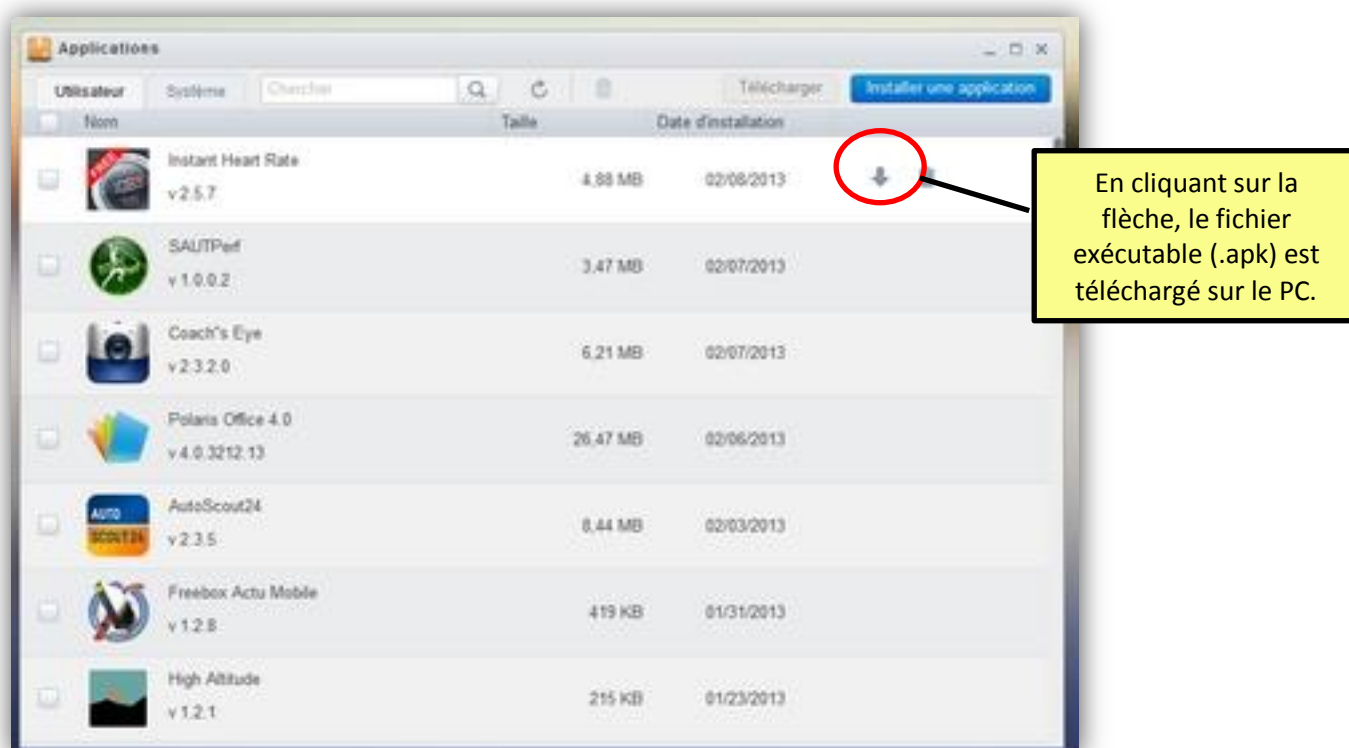 Applications
Utilisateur Système Chercher Télécharger Installer une application
Nom Taille Date d'installation
Instant Heart Rate
v 2.5.7
4,88 MB 02/08/2013
SAUTPerf
v 1.0.0.2
3,47 MB 02/07/2013
Coach"s Eye
v 2.3.2.0
6,21 MB 02/07/2013
Polaris Office 4.0
v 4.0.3212.13
26,47 MB 02/06/2013
AUTO
SCOUT24
AutoScout24
v 2.3.5
8,44 MB 02/03/2013
Freebox Actu Mobile
v 1.2.8
419 KB 01/31/2013
High Altitude
v 1.2.1
215 KB 01/23/2013
FREE
En cliquant sur la
flèche, le fichier
exécutable (.apk) est
téléchargé sur le PC.